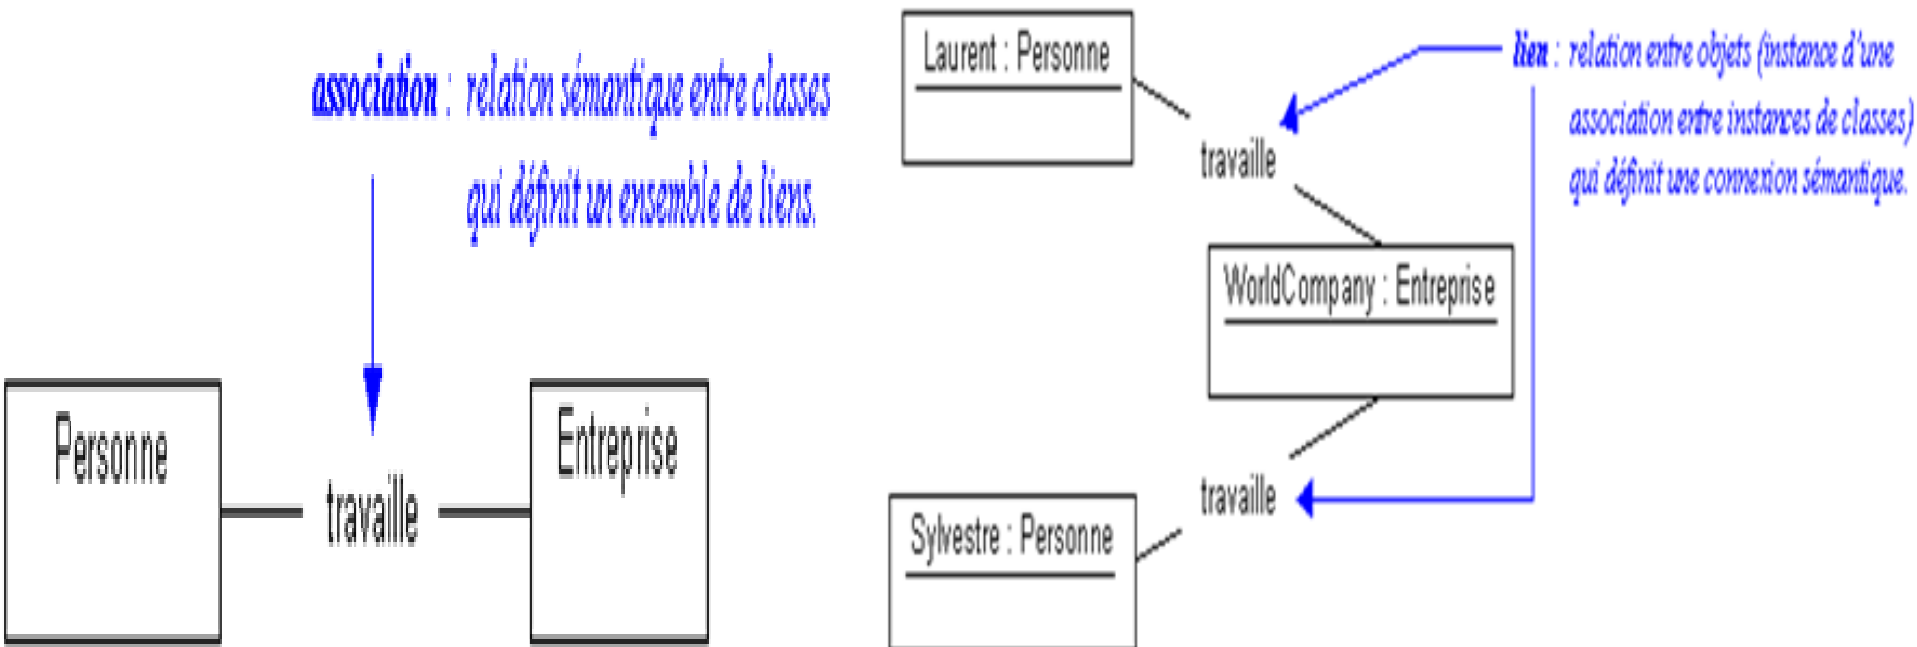 association : relation sémantique entre classes
qui définit un ensemble de liens.
Personne
travaille
Entreprise
Laurent : Personne
travaille
lien : relation entre objets (instance d'une
association entre instances de classes)
qui définit une connexion sémantique.
WorldCompany : Entreprise
travaille
Sylvestre : Personne